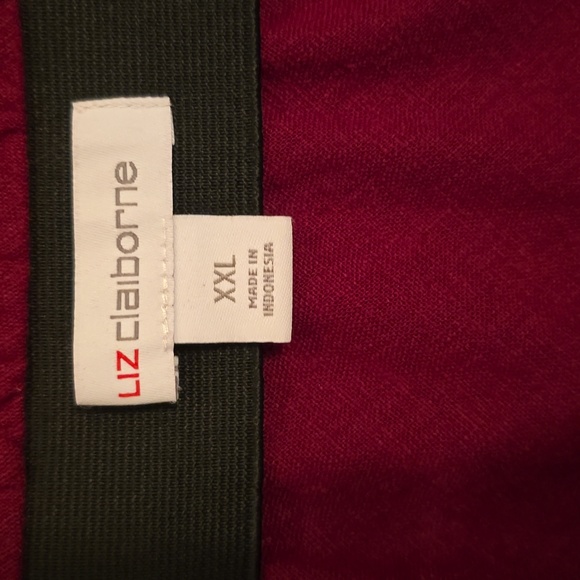 LIZ claiborne
XXL
MADE IN
INDONESIA